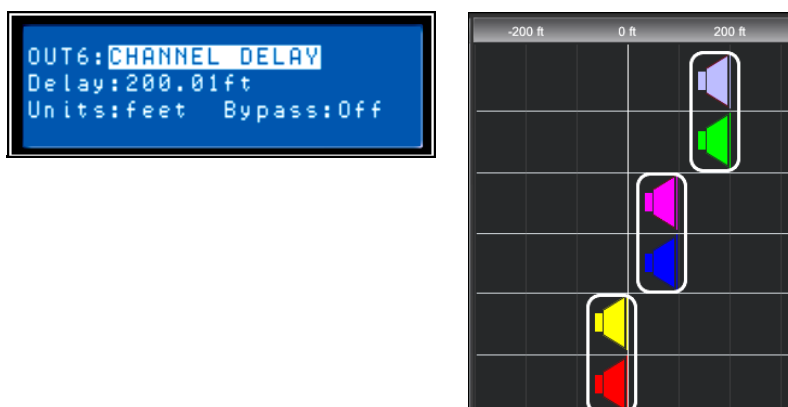 OUT6:CHANNEL DELAY
Delay:200.01ft
Units:feet Bypass:Off
-200 ft 0 ft 200 ft